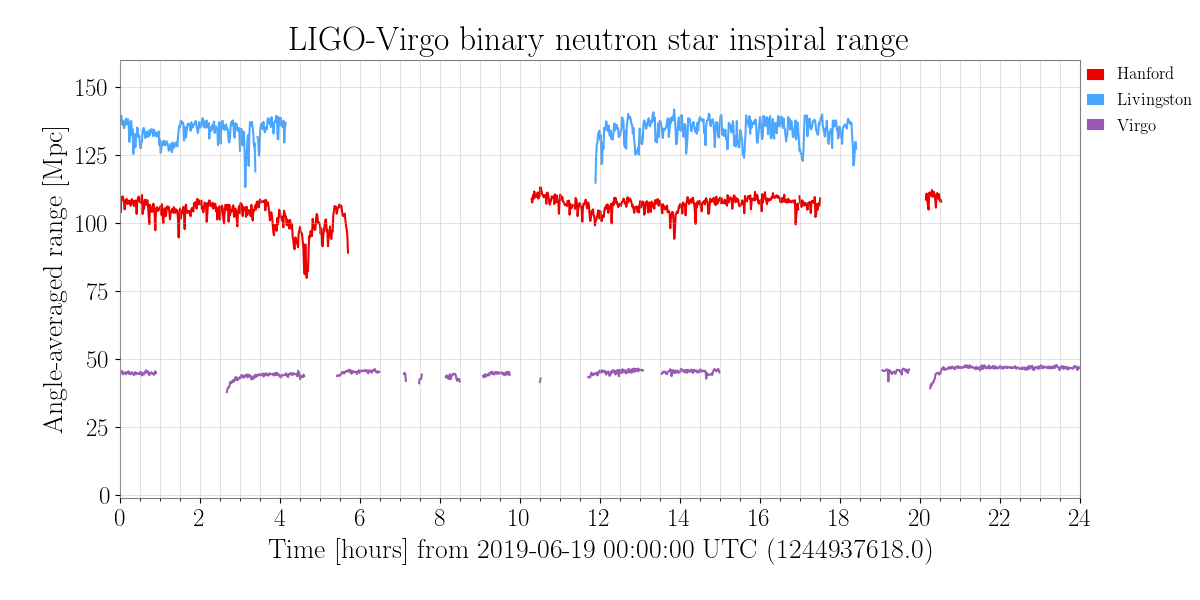 LIGO-Virgo binary neutron star inspiral range
Hanford
Livingston
Virgo
Angle-averaged range [Mpc]
150
125
100
75
50
25
0
0 2 4 6 8 10 12 14 16 18 20 22 24
Time [hours] from 2019-06-19 00:00:00 UTC (1244937618.0)